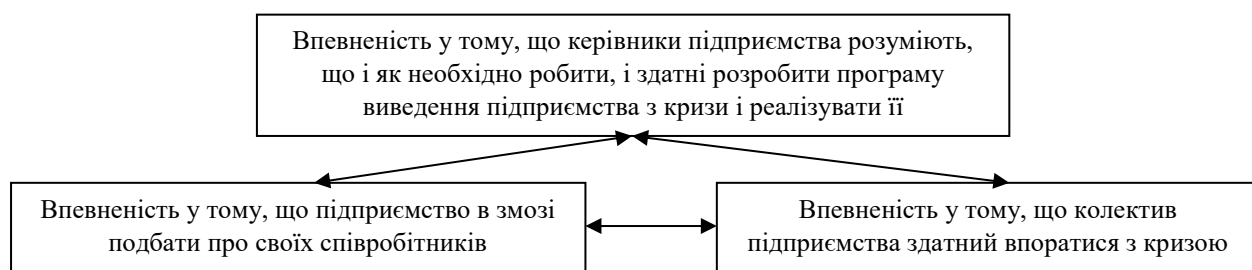 Впевненість у тому, що керівники підприємства розуміють,
що і як необхідно робити, і здатні розробити програму
виведення підприємства з кризи і реалізувати її
Впевненість у тому, що підприємство в змозі
подбати про своїх співробітників
Впевненість у тому, що колектив
підприємства здатний впоратися з кризою